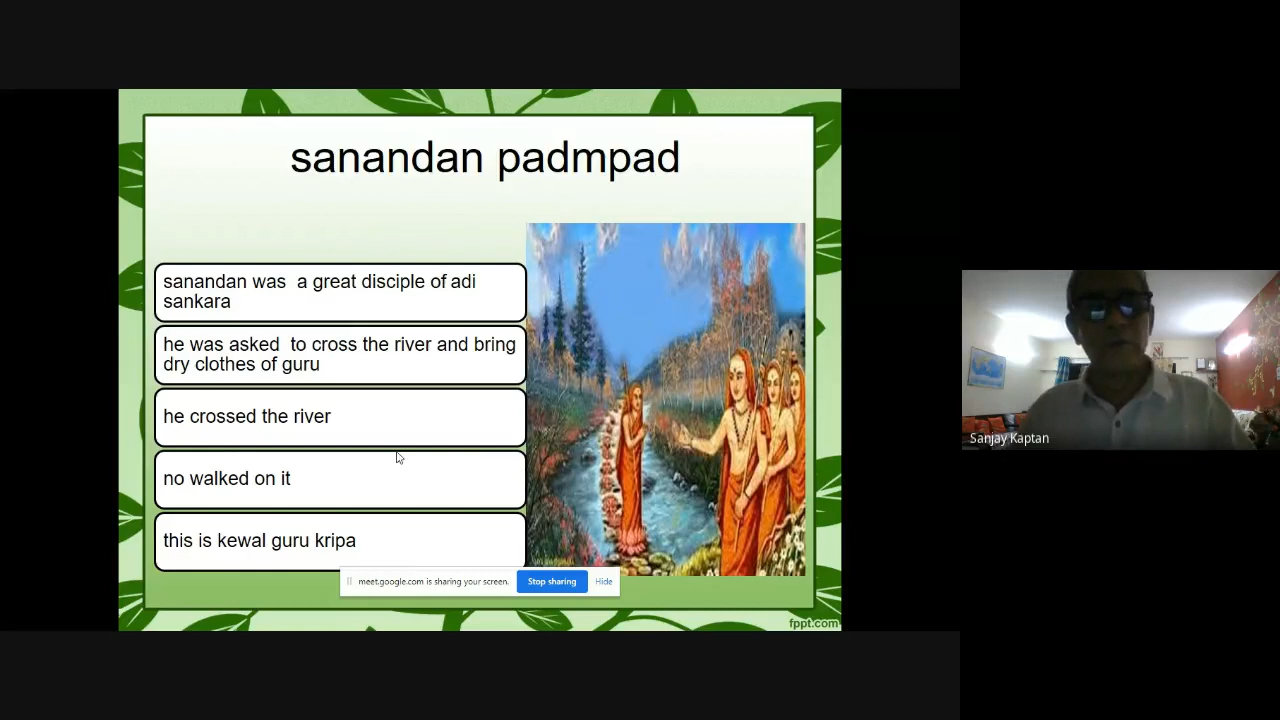 sanandan padmpad
sanandan was  a great disciple of adi
sankara
he was asked  to cross the river and bring
dry clothes of guru
he crossed the river
no walked on it
this is kewal guru kripa
meet.google.com is sharing your screen.
Stop sharing
Hide
fppt.com
Sanjay Kaptan